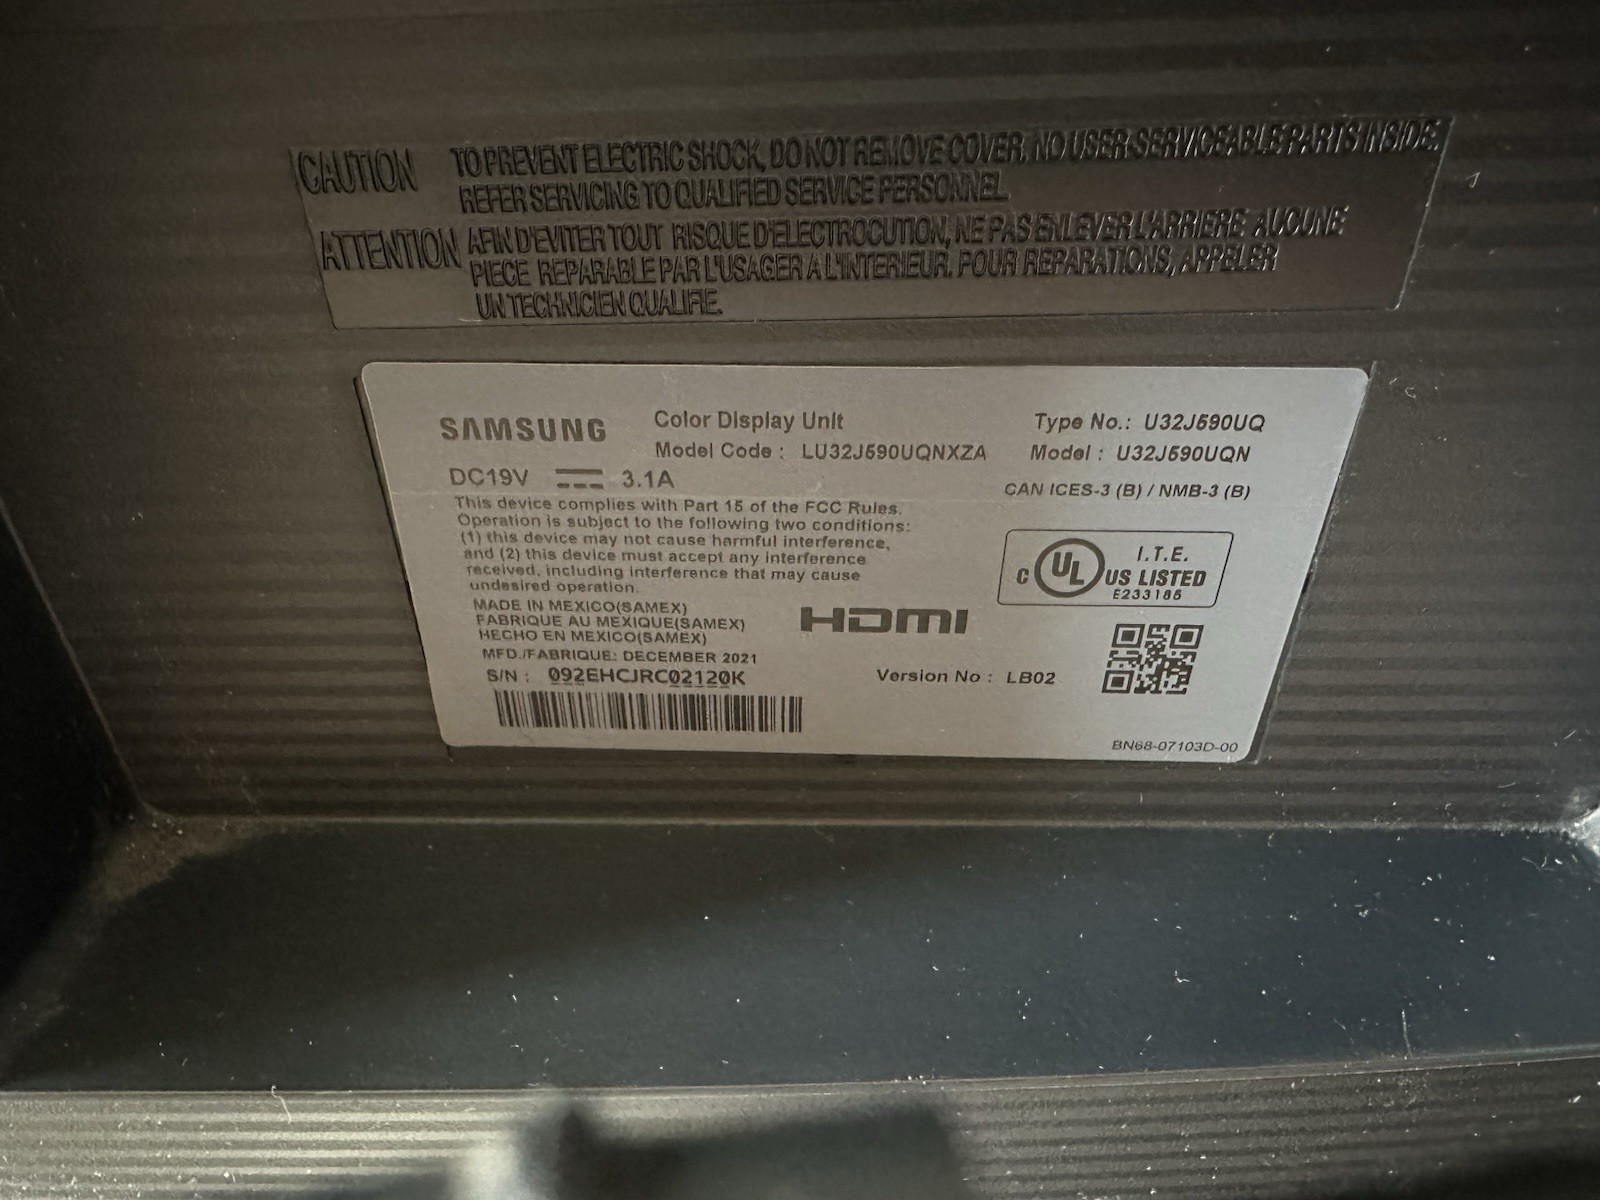 CAUTION TO PREVENT ELECTRIC SHOCK, DO NOT REMOVE COVER, NO USER-SERVICEABLE PARTS INSIDE.
REFER SERVICING TO QUALIFIED SERVICE PERSONNEL.
ATTENTION AFIN D'EVITER TOUT RISQUE D'ELECTROCUTION, NE PAS ENLEVER L'ARRIERE AUCUNE
PIECE REPARABLE PAR L'USAGER A L'INTERIEUR. POUR REPARATIONS, APPELER
UN TECHNICIEN QUALIFIE.
SAMSUNG
Color Display Unit
Model Code : LU32J590UQNXZA
Type No.: U32J590UQ
Model : U32J590UQN
DC19V 3.1A
CAN ICES-3 (B) / NMB-3 (B)
This device complies with Part 15 of the FCC Rules.
Operation is subject to the following two conditions:
(1) this device may not cause harmful interference,
and (2) this device must accept any interference
received, including interference that may cause
undesired operation.
C UL US LISTED
I.T.E.
E233185
MADE IN MEXICO(SAMEX)
FABRIQUE AU MEXIQUE(SAMEX)
HECHO EN MEXICO(SAMEX)
HDMI
MFD./FABRIQUE: DECEMBER 2021
S/N : 092EHCJRC02120K
Version No : LB02
BN68-07103D-00